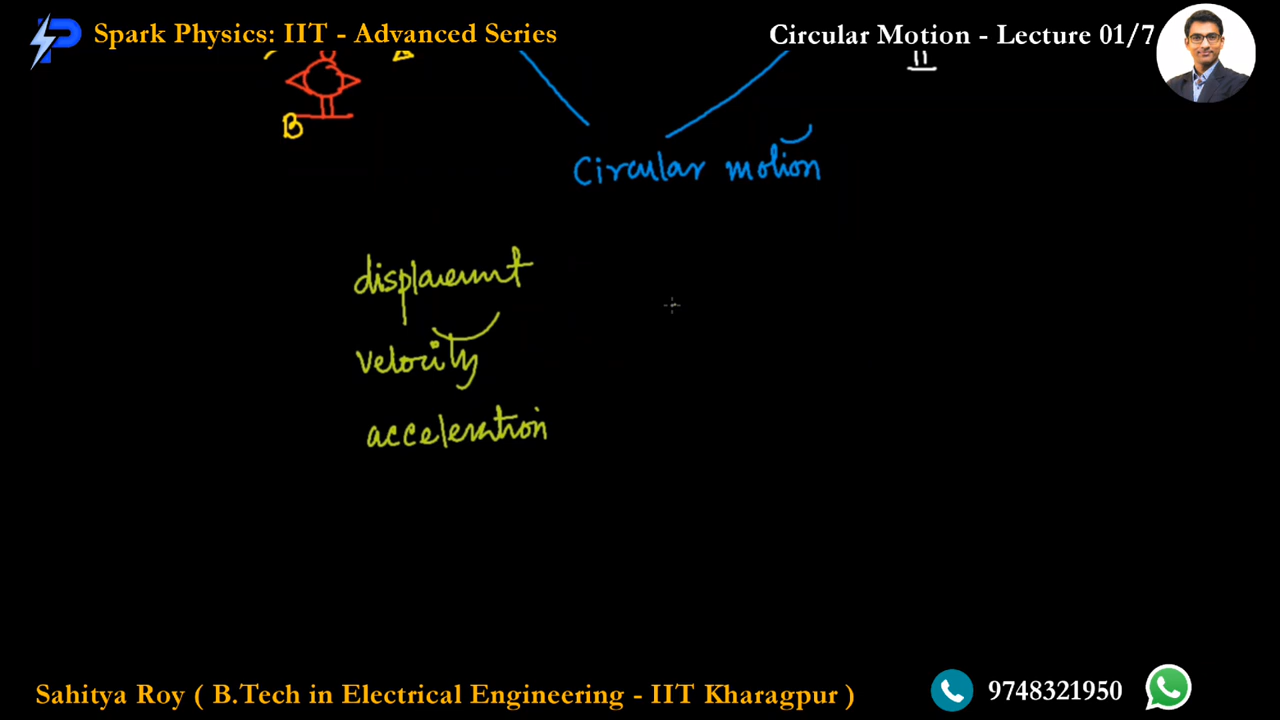 Spark Physics: IIT - Advanced Series
Circular Motion - Lecture 01/7
A
B
Circular motion
displacement
velocity
acceleration
Sahitya Roy ( B.Tech in Electrical Engineering - IIT Kharagpur )
9748321950